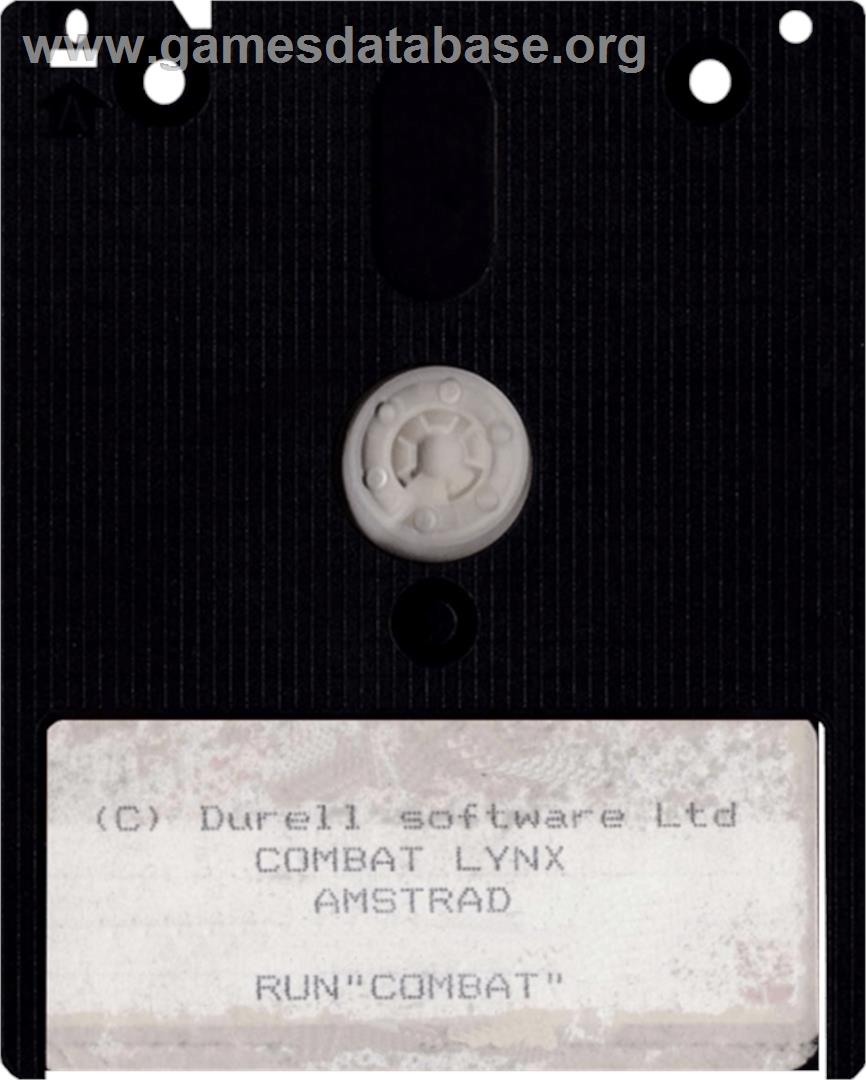 www.gamesdatabase.org
(C) Durell software Ltd
COMBAT LYNX
AMSTRAD
RUN"COMBAT"